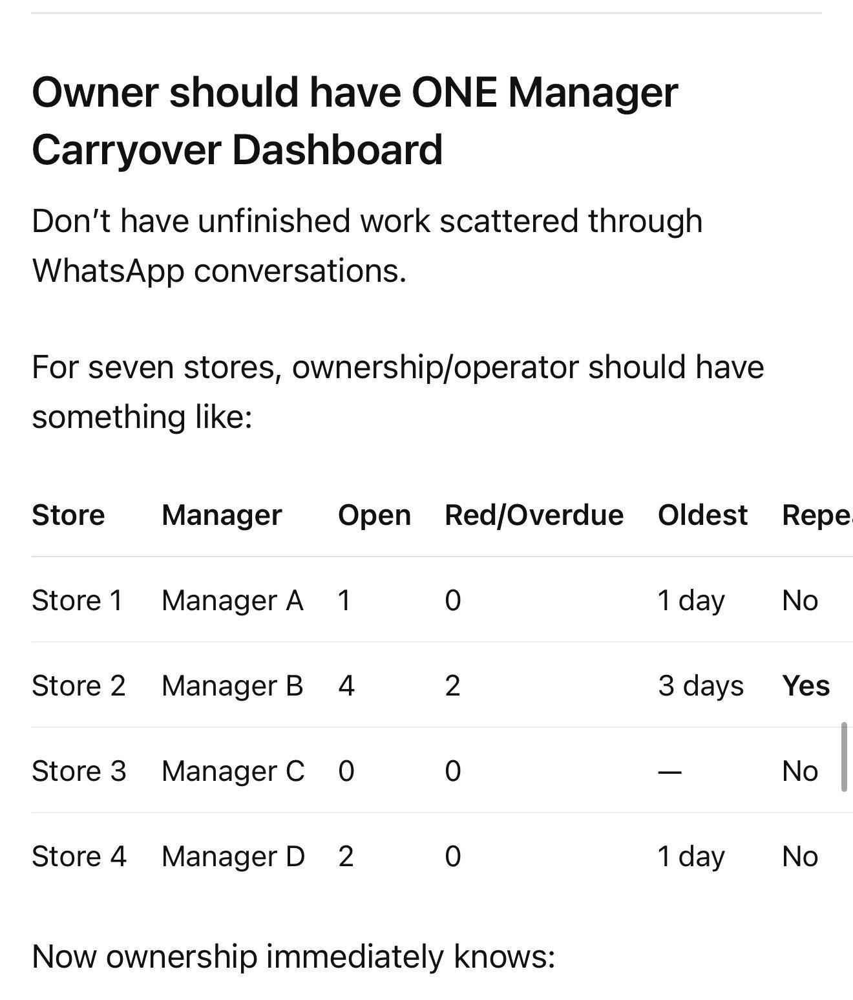 Owner should have ONE Manager
Carryover Dashboard
Don’t have unfinished work scattered through
WhatsApp conversations.
For seven stores, ownership/operator should have
something like:
Store Manager Open Red/Overdue Oldest
Store 1 Manager A 1 0 1 day No
Store 2 Manager B 4 2 3 days Yes
Store 3 Manager C 0 0 — No
Store 4 Manager D 2 0 1 day No
Now ownership immediately knows: